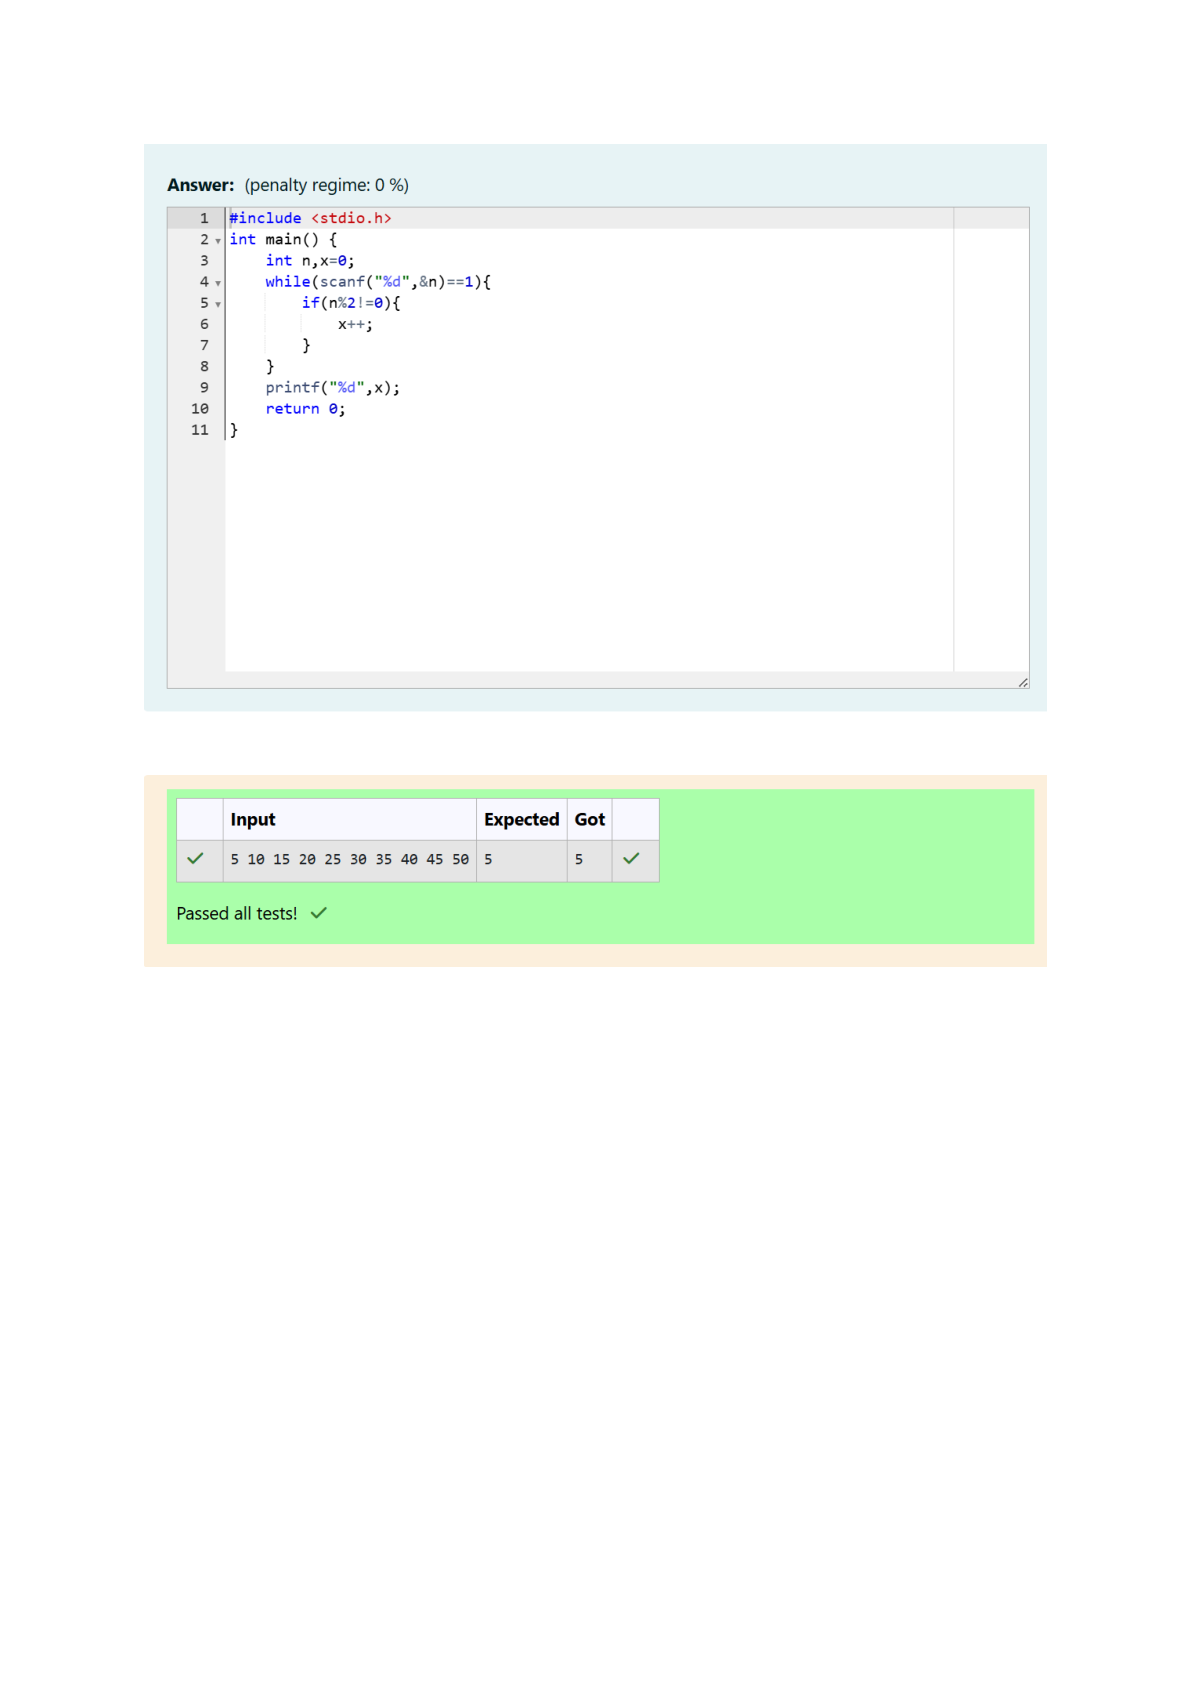 Answer: (penalty regime: 0 %)
1 #include <stdio.h>
2 int main() {
3     int n,x=0;
4     while(scanf("%d",&n)==1){
5         if(n%2!=0){
6             x++;
7         }
8     }
9     printf("%d",x);
10     return 0;
11 }
Input Expected Got
5 10 15 20 25 30 35 40 45 50 5 5
Passed all tests!